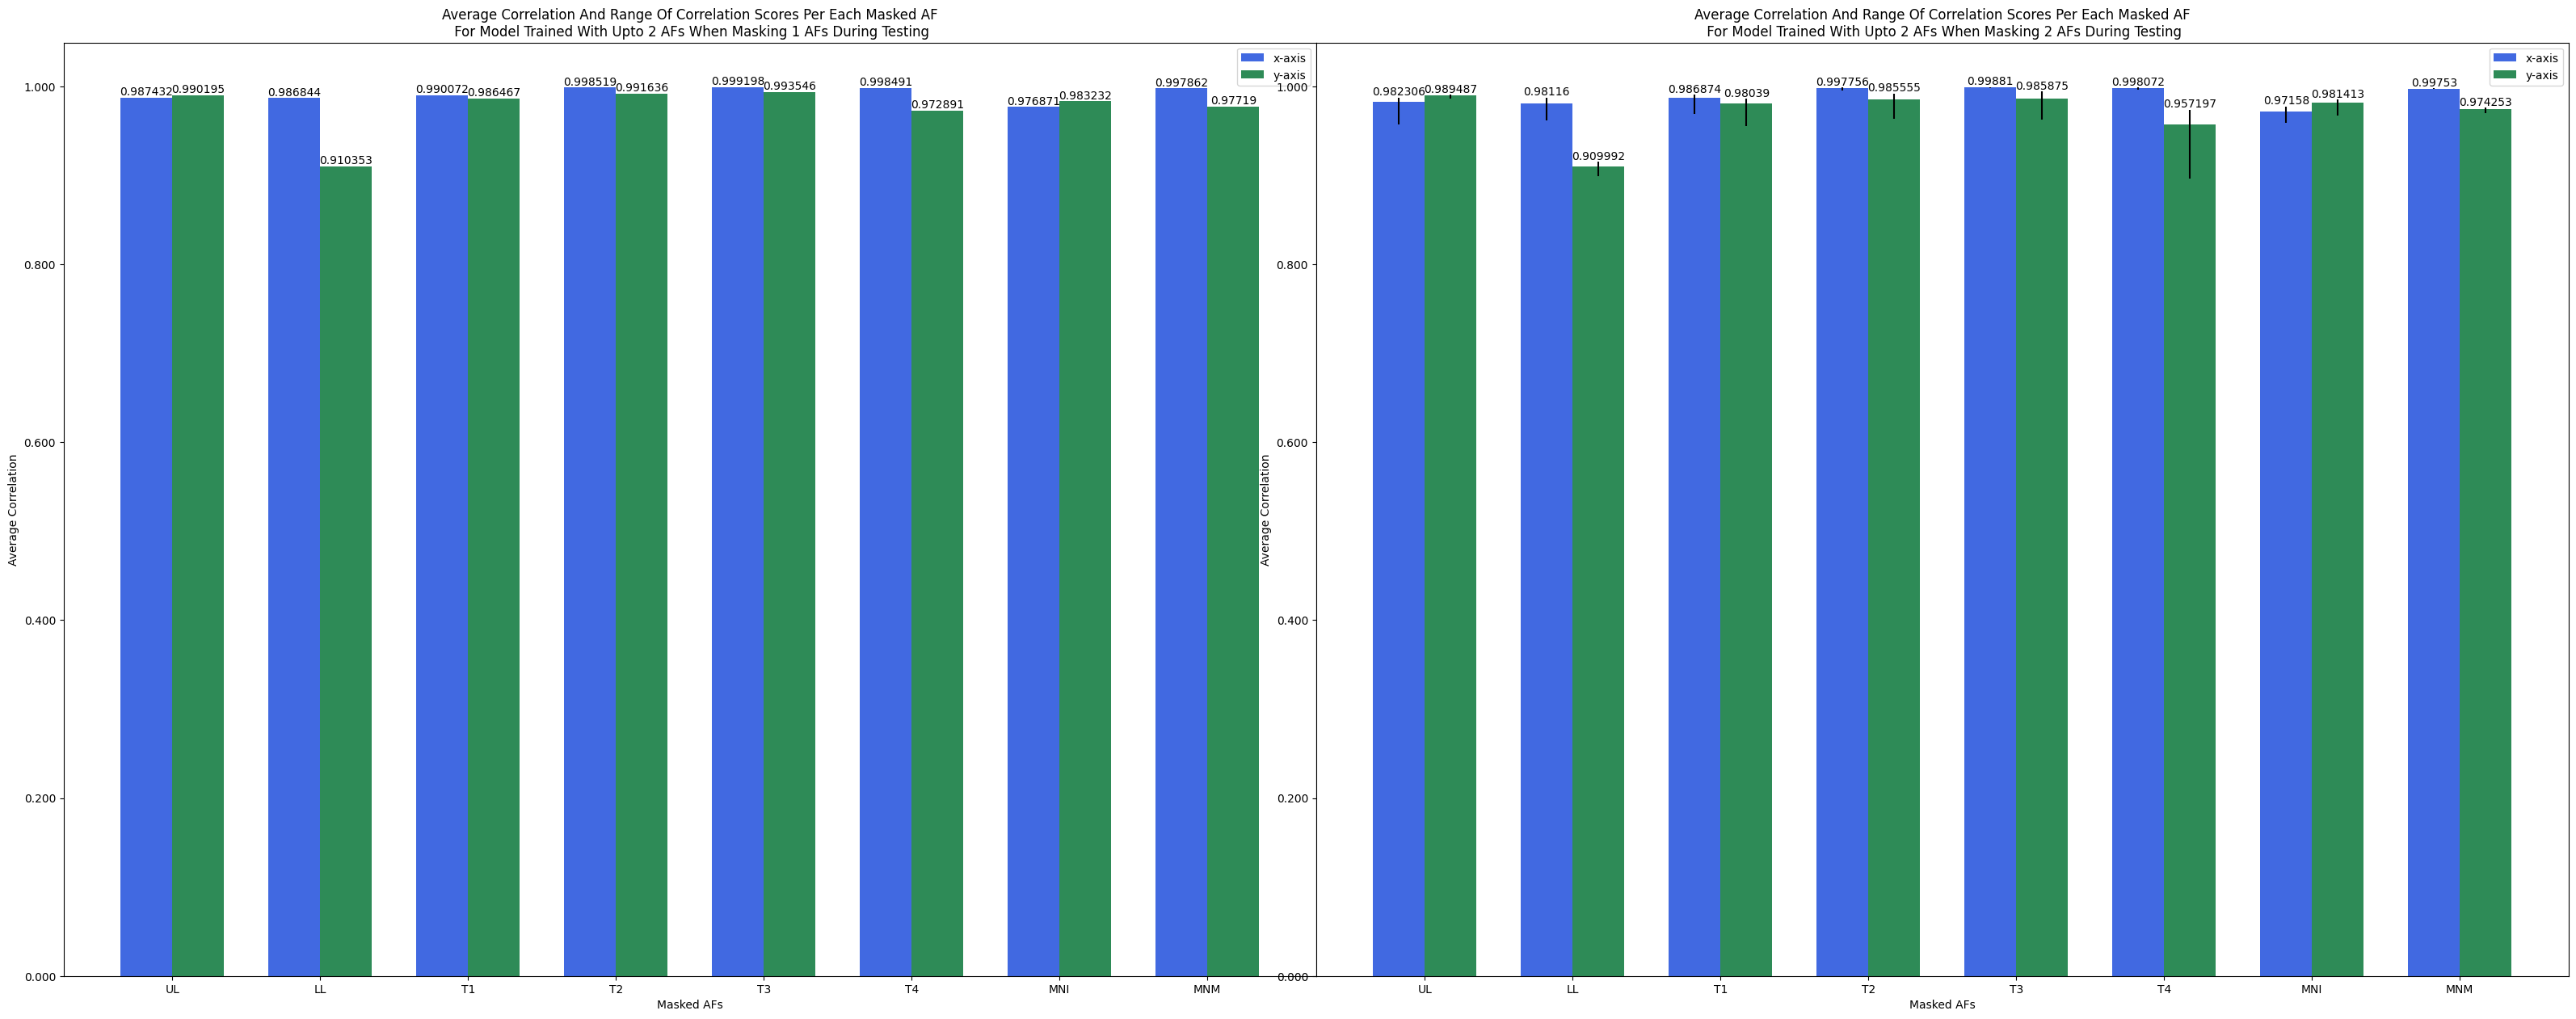 Average Correlation And Range Of Correlation Scores Per Each Masked AF
For Model Trained With Upto 2 AFs When Masking 1 AFs During Testing
x-axis
y-axis
1.000
0.800
0.600
0.400
0.200
0.000
Average Correlation
0.987432 0.990195
0.986844 0.910353
0.990072 0.986467
0.998519 0.991636
0.999198 0.993546
0.998491 0.972891
0.976871 0.983232
0.997862 0.97719
UL LL T1 T2 T3 T4 MNI MNM
Masked AFs
Average Correlation And Range Of Correlation Scores Per Each Masked AF
For Model Trained With Upto 2 AFs When Masking 2 AFs During Testing
x-axis
y-axis
1.000
0.800
0.600
0.400
0.200
0.000
Average Correlation
0.982306 0.989487
0.98116 0.909992
0.986874 0.98039
0.997756 0.985555
0.99881 0.985875
0.998072 0.957197
0.97158 0.981413
0.99753 0.974253
UL LL T1 T2 T3 T4 MNI MNM
Masked AFs